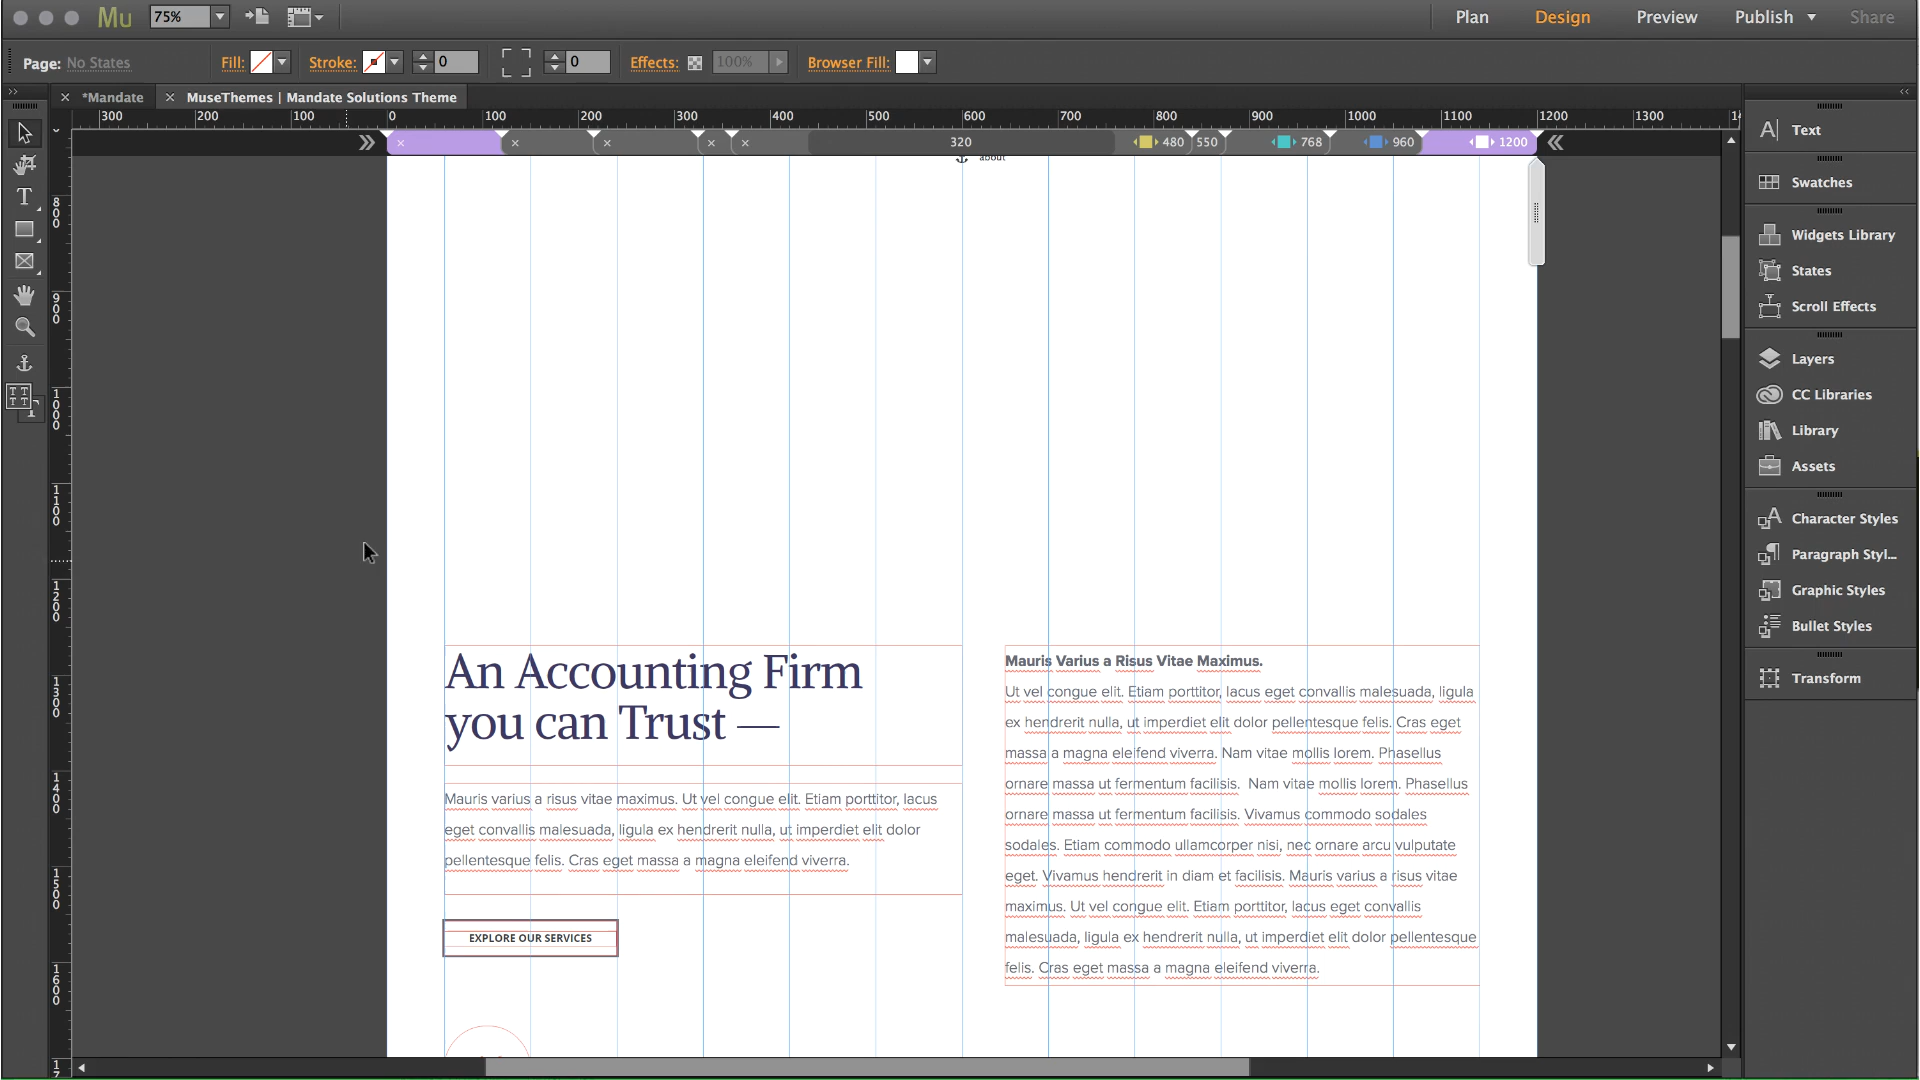 Mu 75% Plan Design Preview Publish Share
Page: No States Fill: Stroke: 0 0 Effects: 100% Browser Fill:
*Mandate MuseThemes | Mandate Solutions Theme
300 200 100 0 100 200 300 400 500 600 700 800 900 1000 1100 1200 1300
320 480 550 768 960 1200
about
800
900
1000
1100
1200
1300
1400
1500
1600
Text
Swatches
Widgets Library
States
Scroll Effects
Layers
CC Libraries
Library
Assets
Character Styles
Paragraph Styl...
Graphic Styles
Bullet Styles
Transform
An Accounting Firm
you can Trust —
Mauris varius a risus vitae maximus. Ut vel congue elit. Etiam porttitor, lacus
eget convallis malesuada, ligula ex hendrerit nulla, ut imperdiet elit dolor
pellentesque felis. Cras eget massa a magna eleifend viverra.
EXPLORE OUR SERVICES
Mauris Varius a Risus Vitae Maximus.
Ut vel congue elit. Etiam porttitor, lacus eget convallis malesuada, ligula
ex hendrerit nulla, ut imperdiet elit dolor pellentesque felis. Cras eget
massa a magna eleifend viverra. Nam vitae mollis lorem. Phasellus
ornare massa ut fermentum facilisis. Nam vitae mollis lorem. Phasellus
ornare massa ut fermentum facilisis. Vivamus commodo sodales
sodales. Etiam commodo ullamcorper nisi, nec ornare arcu vulputate
eget. Vivamus hendrerit in diam et facilisis. Mauris varius a risus vitae
maximus. Ut vel congue elit. Etiam porttitor, lacus eget convallis
malesuada, ligula ex hendrerit nulla, ut imperdiet elit dolor pellentesque
felis. Cras eget massa a magna eleifend viverra.